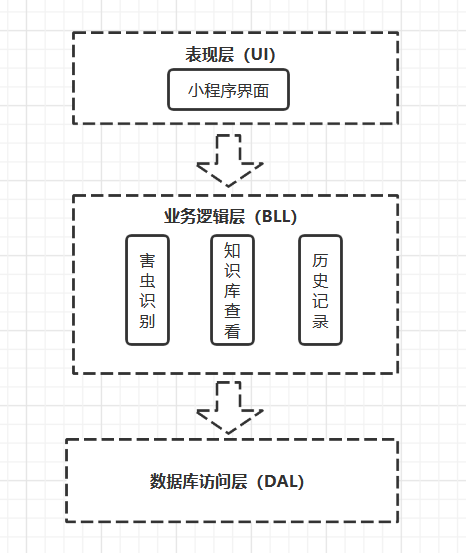 表现层（UI）
小程序界面
业务逻辑层（BLL）
害虫识别
知识库查看
历史记录
数据库访问层（DAL）